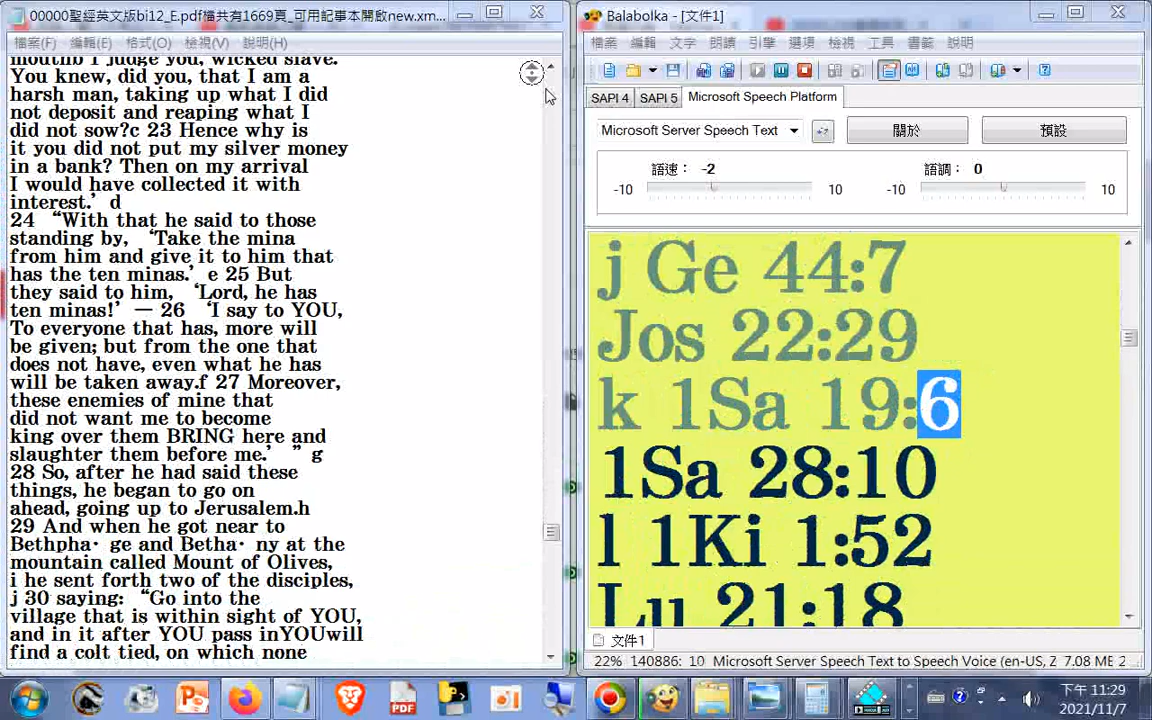 00000聖經英文版bi12_E.pdf檔共有1669頁_可用記事本開啟new.xm...
檔案(F) 編輯(E) 格式(O) 檢視(V) 說明(H)
mouthb I judge you, wicked slave.
You knew, did you, that I am a
harsh man, taking up what I did
not deposit and reaping what I
did not sow?c 23 Hence why is
it you did not put my silver money
in a bank? Then on my arrival
I would have collected it with
interest.’ d
24 “With that he said to those
standing by, ‘Take the mina
from him and give it to him that
has the ten minas.’ e 25 But
they said to him, ‘Lord, he has
ten minas!’ — 26 ‘I say to YOU,
To everyone that has, more will
be given; but from the one that
does not have, even what he has
will be taken away.f 27 Moreover,
these enemies of mine that
did not want me to become
king over them BRING here and
slaughter them before me.’ ” g
28 So, after he had said these
things, he began to go on
ahead, going up to Jerusalem.h
29 And when he got near to
Bethpha· ge and Betha· ny at the
mountain called Mount of Olives,
i he sent forth two of the disciples,
j 30 saying: “Go into the
village that is within sight of YOU,
and in it after YOU pass inYOUwill
find a colt tied, on which none
Balabolka - [文件1]
檔案 編輯 文字 朗讀 引擎 選項 檢視 工具 書籤 說明
SAPI 4 SAPI 5 Microsoft Speech Platform
Microsoft Server Speech Text 關於 預設
語速： -2 語調： 0
-10 10 -10 10
j Ge 44:7
Jos 22:29
k 1Sa 19:6
1Sa 28:10
l 1Ki 1:52
Lu 21:18
文件1
22% 140886: 10 Microsoft Server Speech Text to Speech Voice (en-US, Z 7.08 MB 2
下午 11:29
2021/11/7